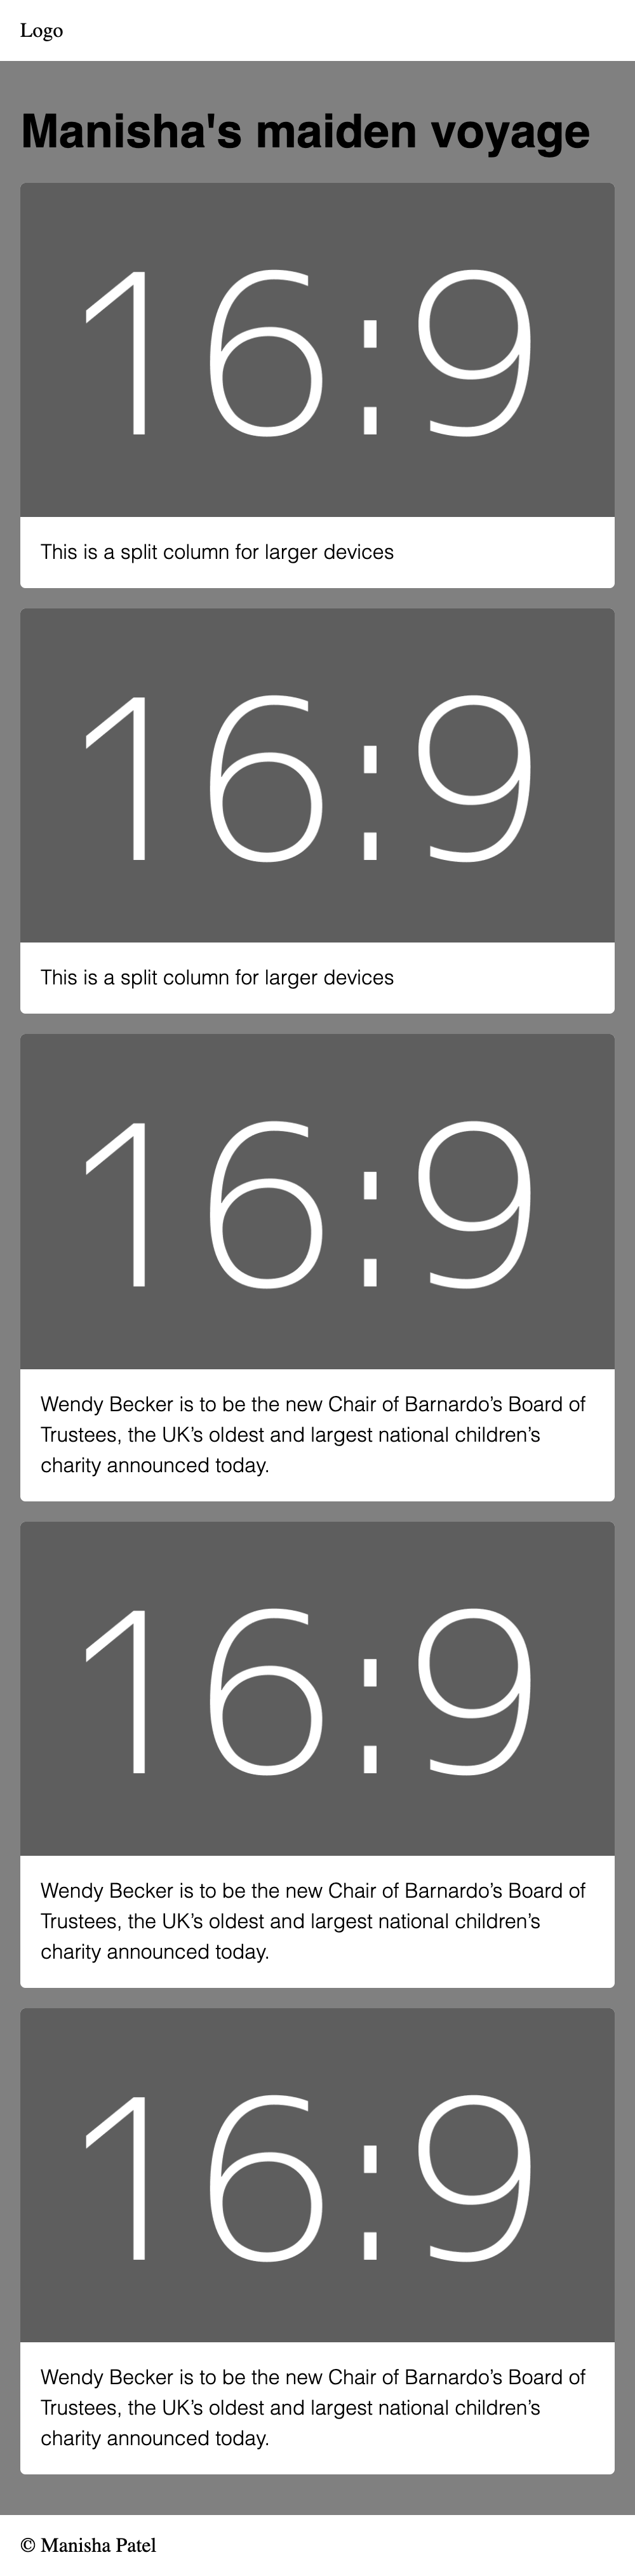 Logo
Manisha's maiden voyage
16:9
This is a split column for larger devices
16:9
This is a split column for larger devices
16:9
Wendy Becker is to be the new Chair of Barnardo’s Board of
Trustees, the UK’s oldest and largest national children’s
charity announced today.
16:9
Wendy Becker is to be the new Chair of Barnardo’s Board of
Trustees, the UK’s oldest and largest national children’s
charity announced today.
16:9
Wendy Becker is to be the new Chair of Barnardo’s Board of
Trustees, the UK’s oldest and largest national children’s
charity announced today.
© Manisha Patel